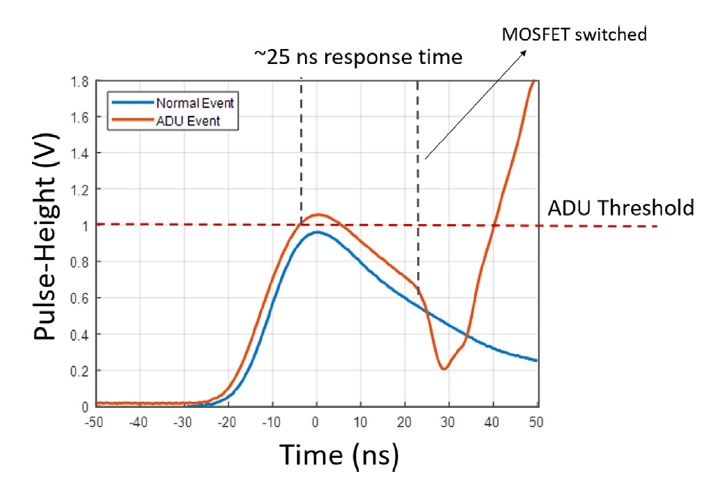 MOSFET switched
~25 ns response time
1.8
1.6
1.4
1.2
1
0.8
0.6
0.4
0.2
0
Normal Event
ADU Event
ADU Threshold
Pulse-Height (V)
-50 -40 -30 -20 -10 0 10 20 30 40 50
Time (ns)